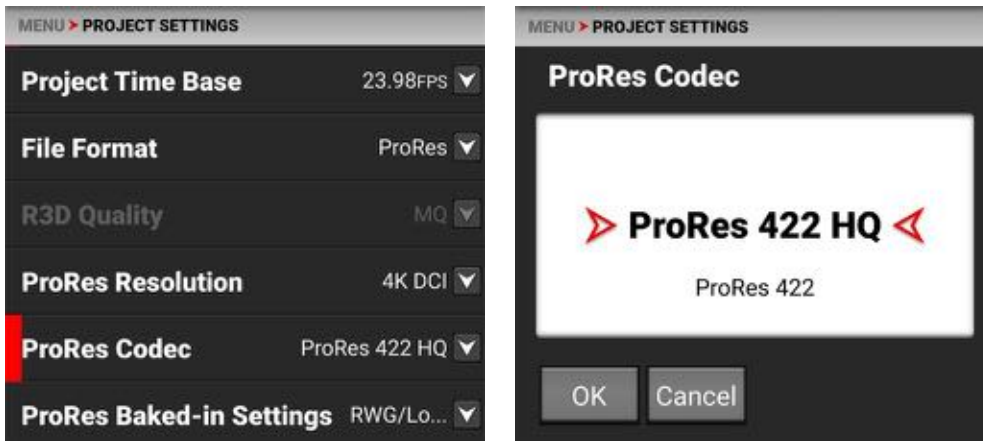 MENU > PROJECT SETTINGS
Project Time Base 23.98FPS
File Format ProRes
R3D Quality MQ
ProRes Resolution 4K DCI
ProRes Codec ProRes 422 HQ
ProRes Baked-in Settings RWG/Lo...
MENU > PROJECT SETTINGS
ProRes Codec
ProRes 422 HQ
ProRes 422
OK Cancel